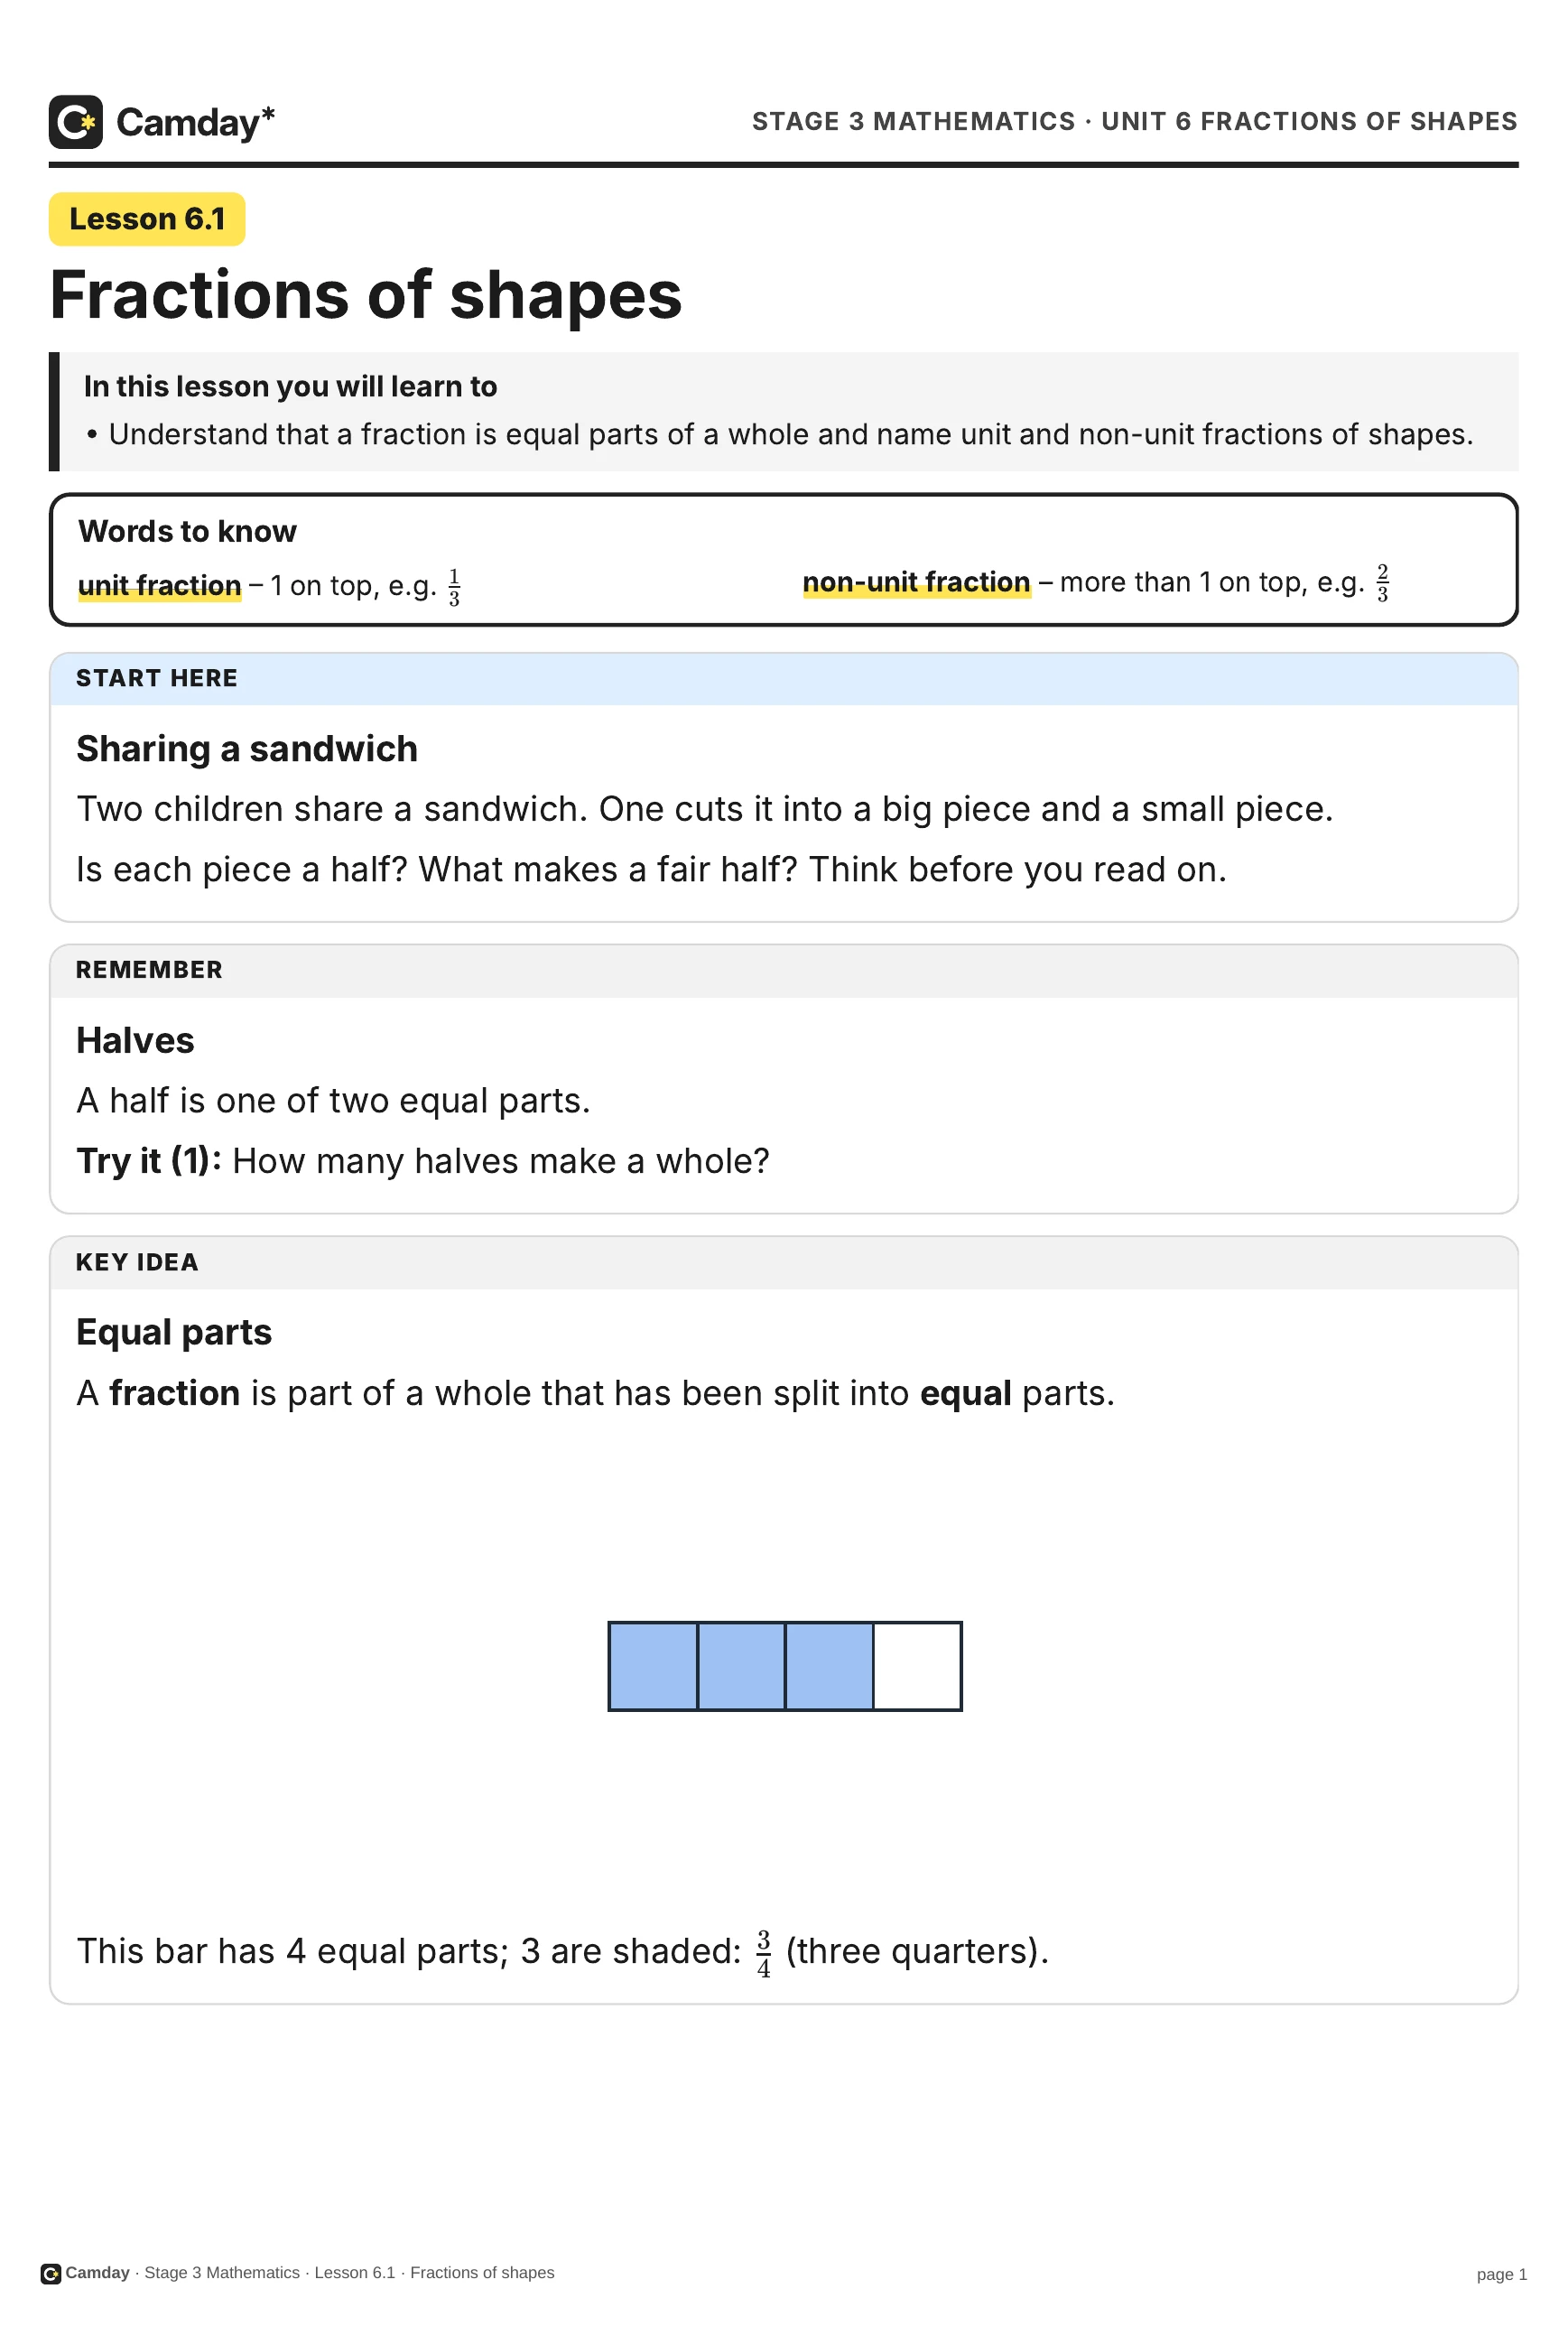 Camday*
STAGE 3 MATHEMATICS · UNIT 6 FRACTIONS OF SHAPES
Lesson 6.1
Fractions of shapes
In this lesson you will learn to
• Understand that a fraction is equal parts of a whole and name unit and non-unit fractions of shapes.
Words to know
unit fraction – 1 on top, e.g. 1/3
non-unit fraction – more than 1 on top, e.g. 2/3
START HERE
Sharing a sandwich
Two children share a sandwich. One cuts it into a big piece and a small piece.
Is each piece a half? What makes a fair half? Think before you read on.
REMEMBER
Halves
A half is one of two equal parts.
Try it (1): How many halves make a whole?
KEY IDEA
Equal parts
A fraction is part of a whole that has been split into equal parts.
This bar has 4 equal parts; 3 are shaded: 3/4 (three quarters).
Camday · Stage 3 Mathematics · Lesson 6.1 · Fractions of shapes
page 1